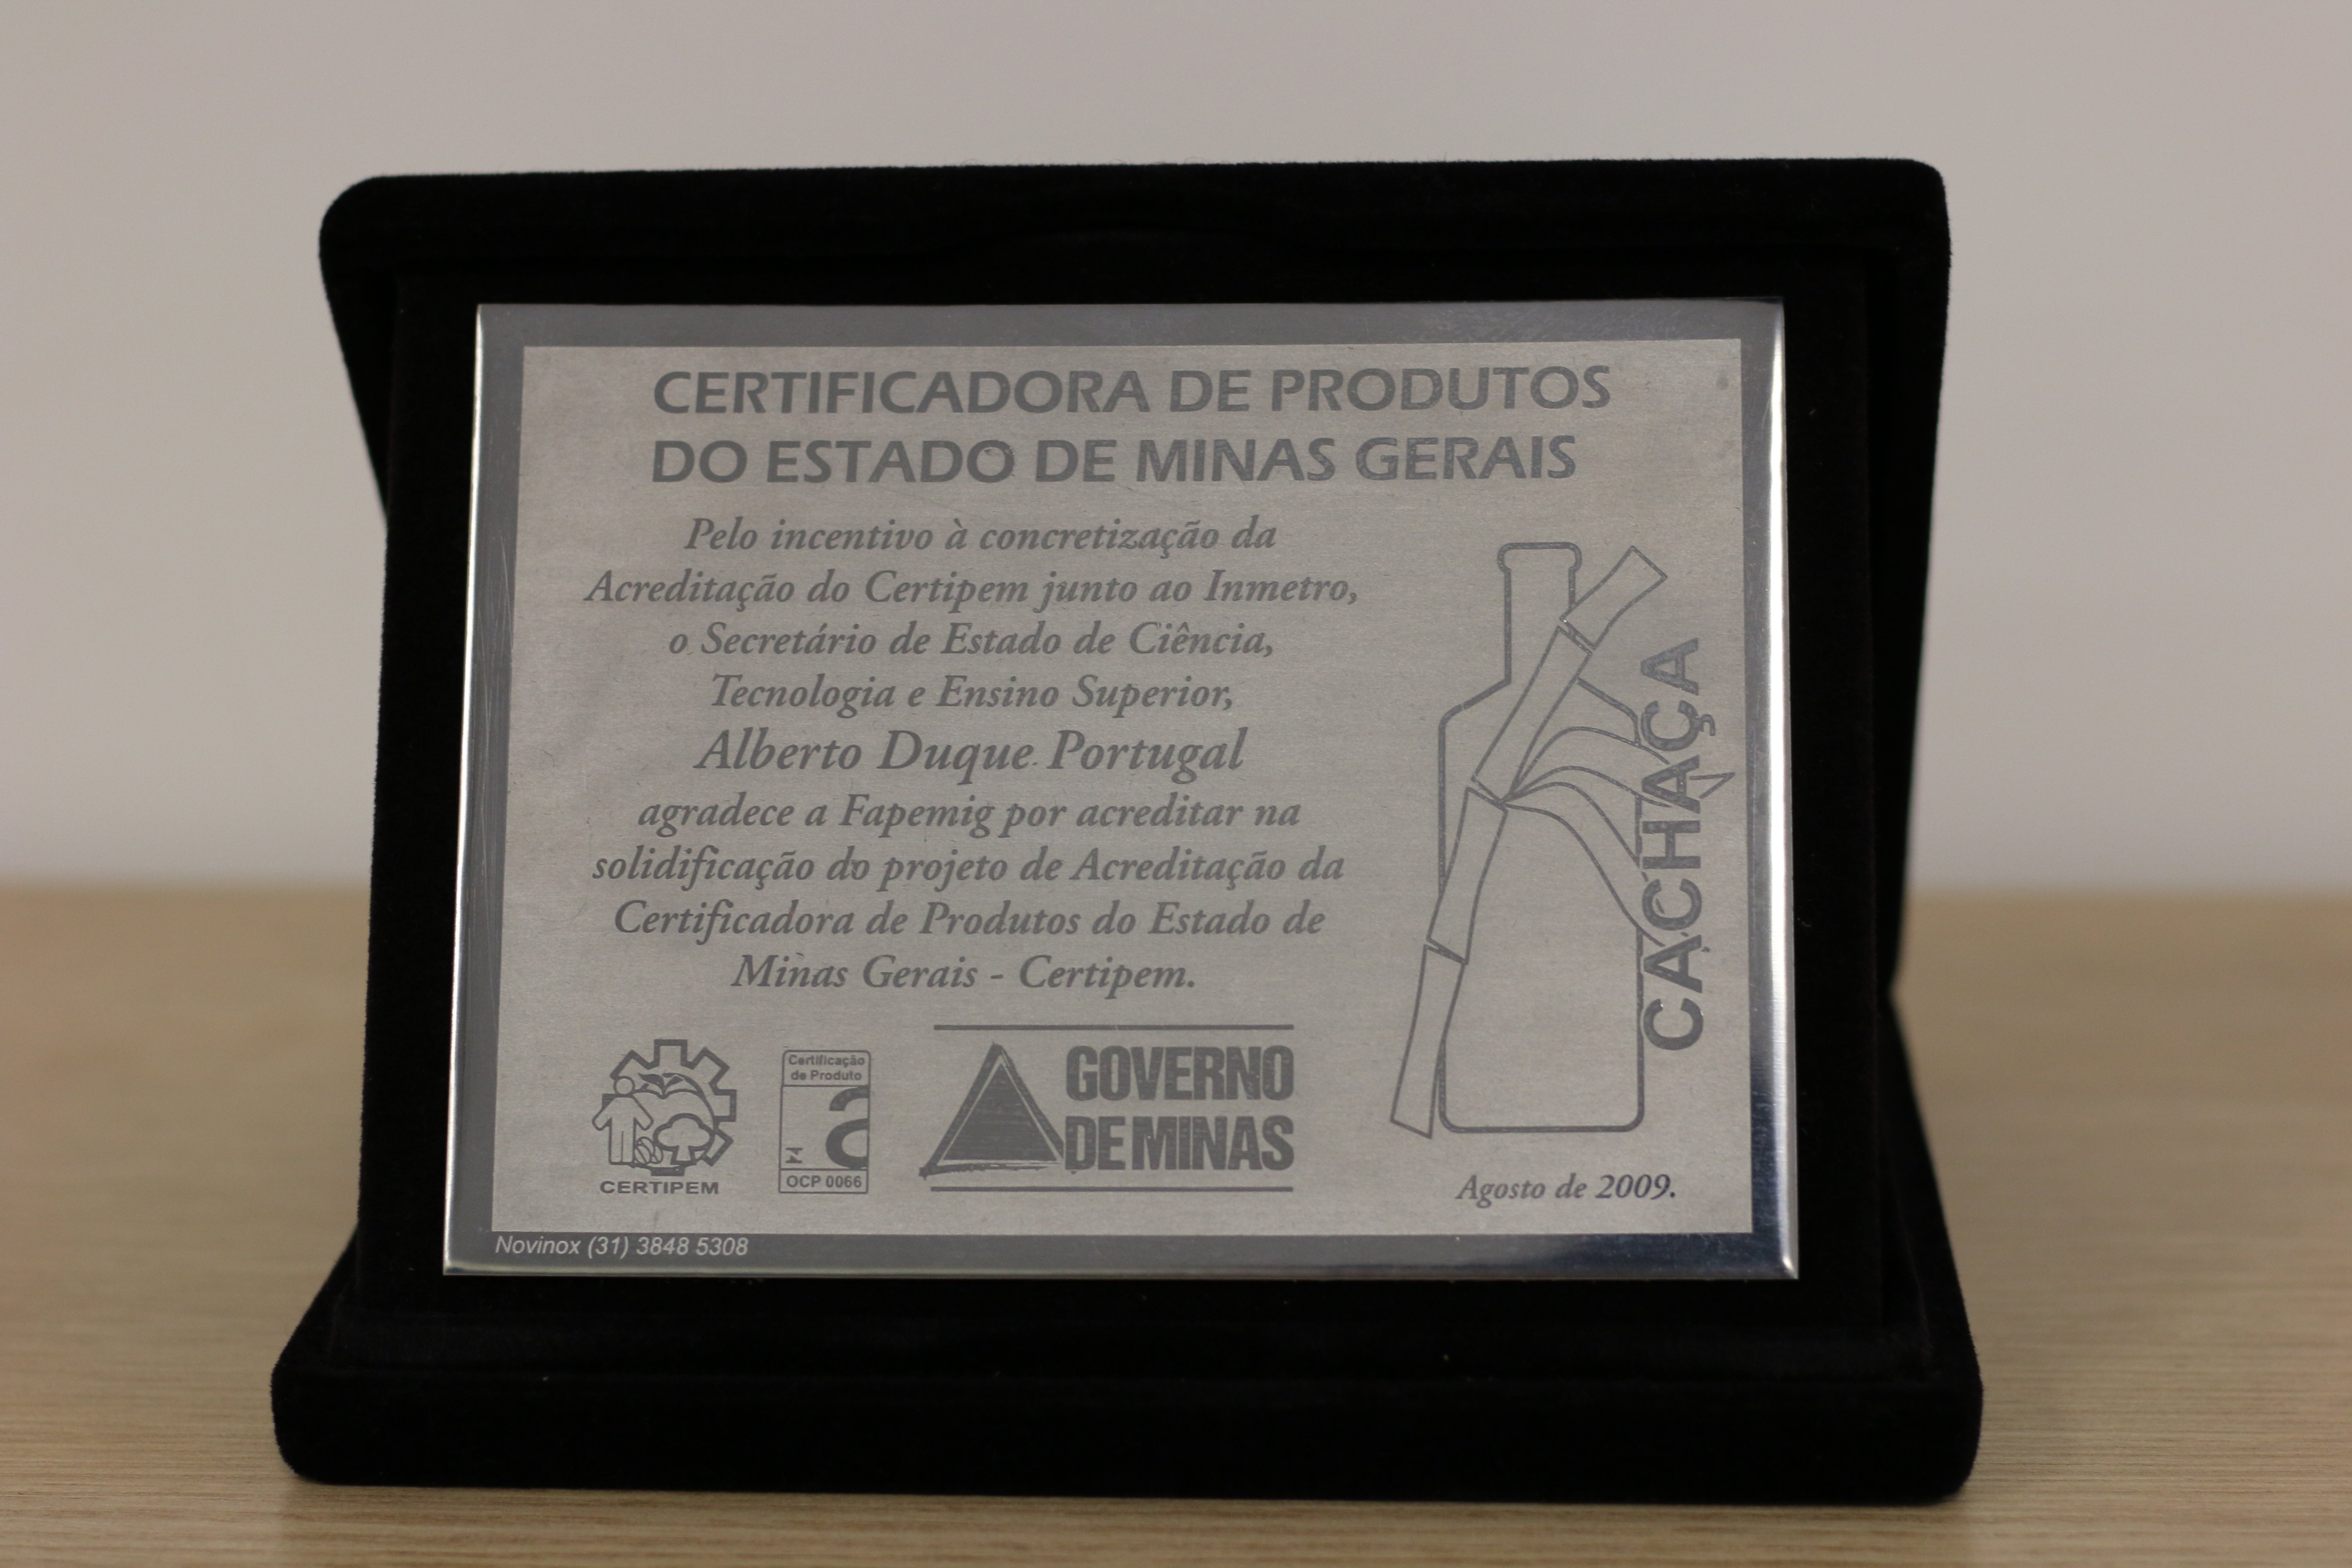 CERTIFICADORA DE PRODUTOS
DO ESTADO DE MINAS GERAIS
Pelo incentivo à concretização da
Acreditação do Certipem junto ao Inmetro,
o Secretário de Estado de Ciência,
Tecnologia e Ensino Superior,
Alberto Duque Portugal
agradece a Fapemig por acreditar na
solidificação do projeto de Acreditação da
Certificadora de Produtos do Estado de
Minas Gerais - Certipem.
CACHAÇA
CERTIPEM
Certificação
de Produto
OCP 0066
GOVERNO
DE MINAS
Agosto de 2009.
Novinox (31) 3848 5308